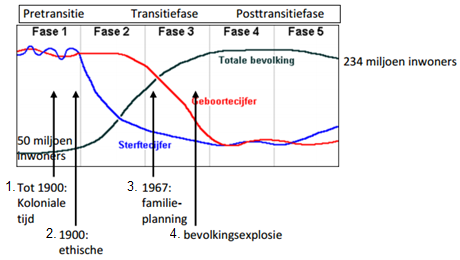 Pretransitie Transitiefase Posttransitiefase
Fase 1 Fase 2 Fase 3 Fase 4 Fase 5
Totale bevolking
234 miljoen inwoners
Geboortecijfer
50 miljoen
inwoners
Sterftecijfer
1. Tot 1900:
Koloniale
tijd
2. 1900:
ethische
3. 1967:
familie-
planning
4. bevolkingsexplosie